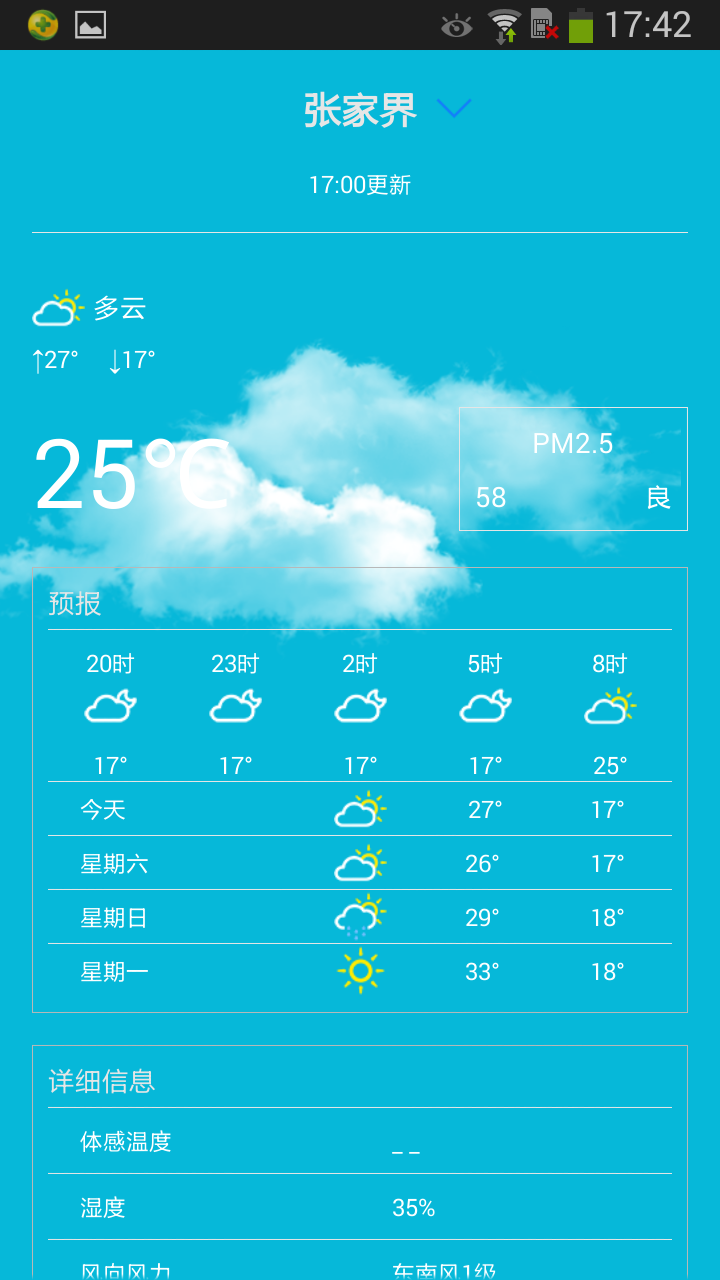 17:42
张家界
17:00更新
多云
↑27° ↓17°
25℃
PM2.5
58 良
预报
20时 23时 2时 5时 8时
17° 17° 17° 17° 25°
今天 27° 17°
星期六 26° 17°
星期日 29° 18°
星期一 33° 18°
详细信息
体感温度 _ _
湿度 35%
风向风力 东南风1级